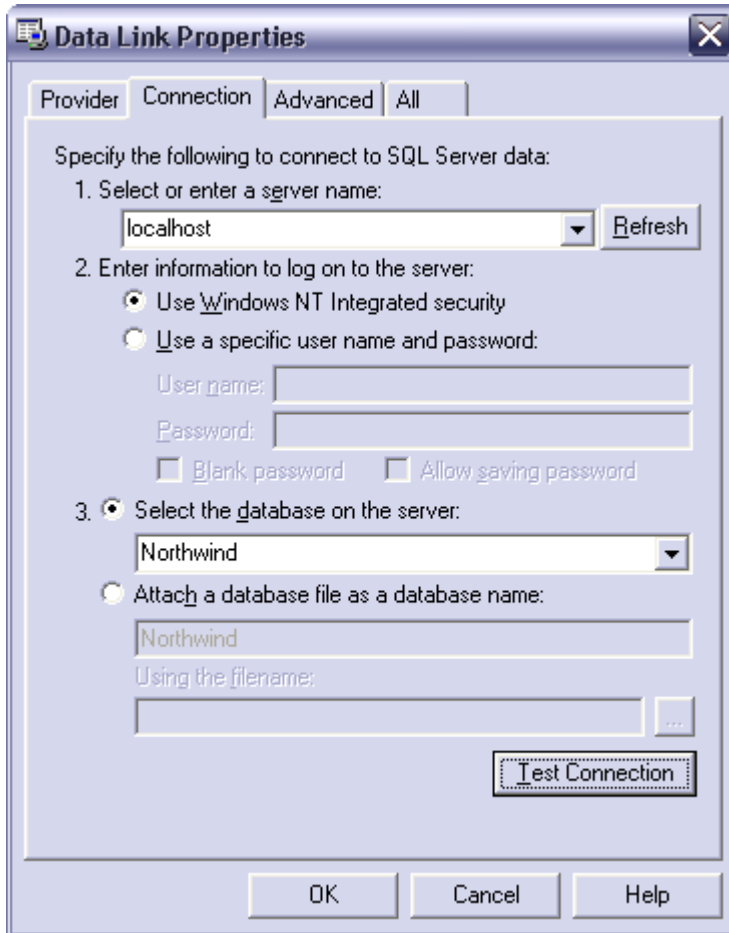 Data Link Properties
Provider Connection Advanced All
Specify the following to connect to SQL Server data:
1. Select or enter a server name:
localhost Refresh
2. Enter information to log on to the server:
Use Windows NT Integrated security
Use a specific user name and password:
User name:
Password:
Blank password Allow saving password
3. Select the database on the server:
Northwind
Attach a database file as a database name:
Northwind
Using the filename:
...
Test Connection
OK Cancel Help